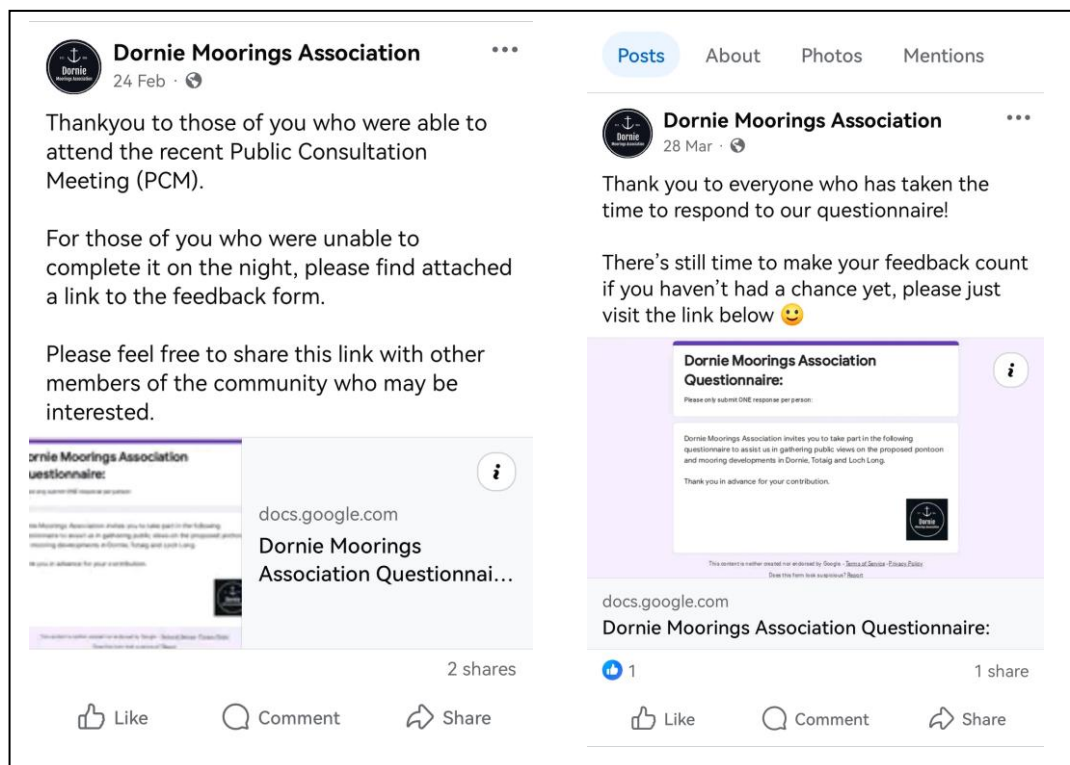 Dornie Moorings Association
24 Feb ·
Thankyou to those of you who were able to
attend the recent Public Consultation
Meeting (PCM).
For those of you who were unable to
complete it on the night, please find attached
a link to the feedback form.
Please feel free to share this link with other
members of the community who may be
interested.
ornie Moorings Association
uestionnaire:
docs.google.com
Dornie Moorings
Association Questionnai...
2 shares
Like Comment Share
Posts About Photos Mentions
Dornie Moorings Association
28 Mar ·
Thank you to everyone who has taken the
time to respond to our questionnaire!
There's still time to make your feedback count
if you haven't had a chance yet, please just
visit the link below 🙂
Dornie Moorings Association
Questionnaire:
Please only submit ONE response per person:
Dornie Moorings Association invites you to take part in the following
questionnaire to assist us in gathering public views on the proposed pontoon
and mooring developments in Dornie, Totaig and Loch Long.
Thank you in advance for your contribution.
Dornie
This content is neither created nor endorsed by Google - Terms of Service - Privacy Policy
Does this form look suspicious? Report
docs.google.com
Dornie Moorings Association Questionnaire:
1
1 share
Like Comment Share